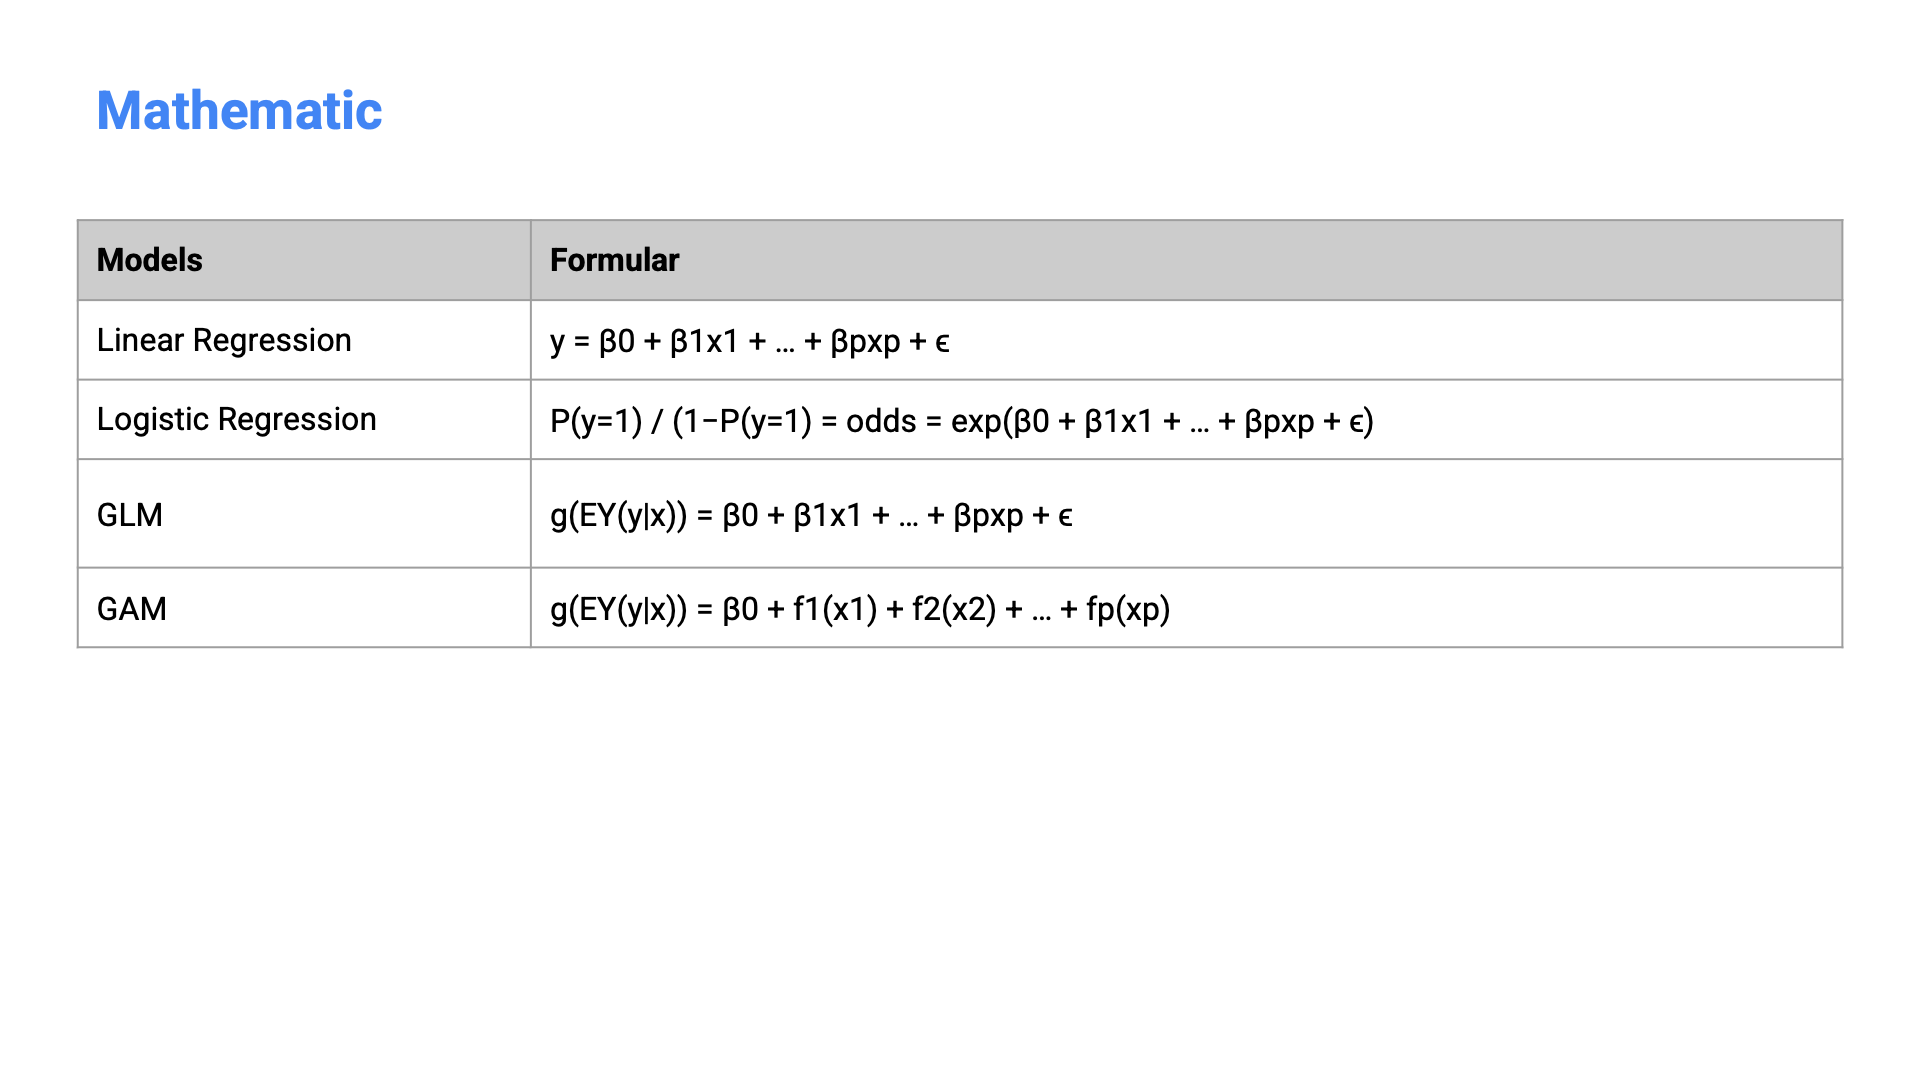 Mathematic
Models Formular
Linear Regression y = β0 + β1x1 + … + βpxp + ϵ
Logistic Regression P(y=1) / (1−P(y=1) = odds = exp(β0 + β1x1 + … + βpxp + ϵ)
GLM g(EY(y|x)) = β0 + β1x1 + … + βpxp + ϵ
GAM g(EY(y|x)) = β0 + f1(x1) + f2(x2) + … + fp(xp)